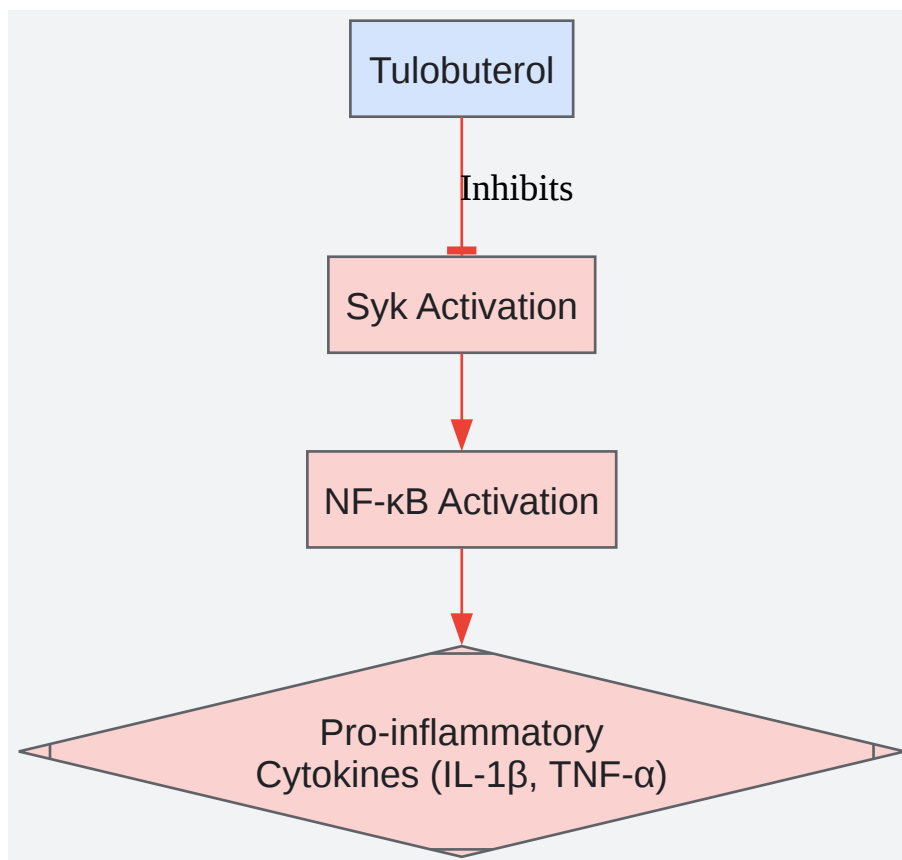 Tulobuterol
Inhibits
Syk Activation
NF-κB Activation
Pro-inflammatory
Cytokines (IL-1β, TNF-α)